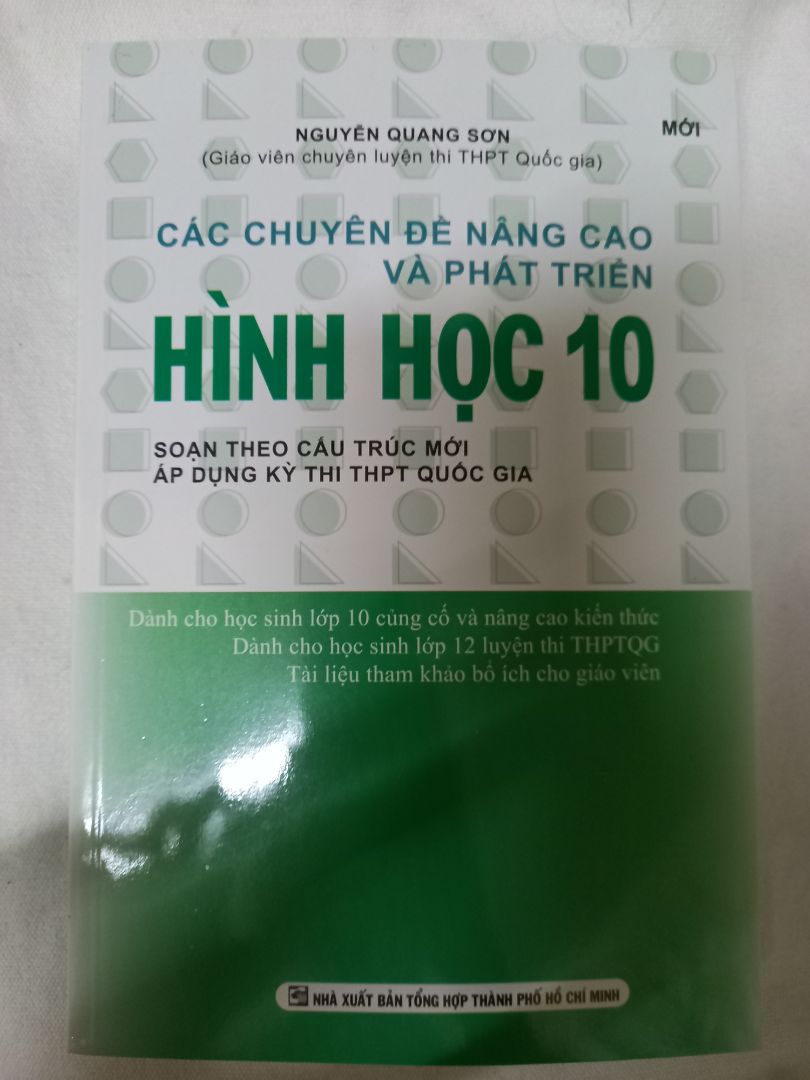 NGUYỄN QUANG SƠN
MỚI
(Giáo viên chuyên luyện thi THPT Quốc gia)
CÁC CHUYÊN ĐỀ NÂNG CAO
VÀ PHÁT TRIỂN
HÌNH HỌC 10
SOẠN THEO CẤU TRÚC MỚI
ÁP DỤNG KỲ THI THPT QUỐC GIA
Dành cho học sinh lớp 10 củng cố và nâng cao kiến thức
Dành cho học sinh lớp 12 luyện thi THPTQG
Tài liệu tham khảo bổ ích cho giáo viên
NHÀ XUẤT BẢN TỔNG HỢP THÀNH PHỐ HỒ CHÍ MINH